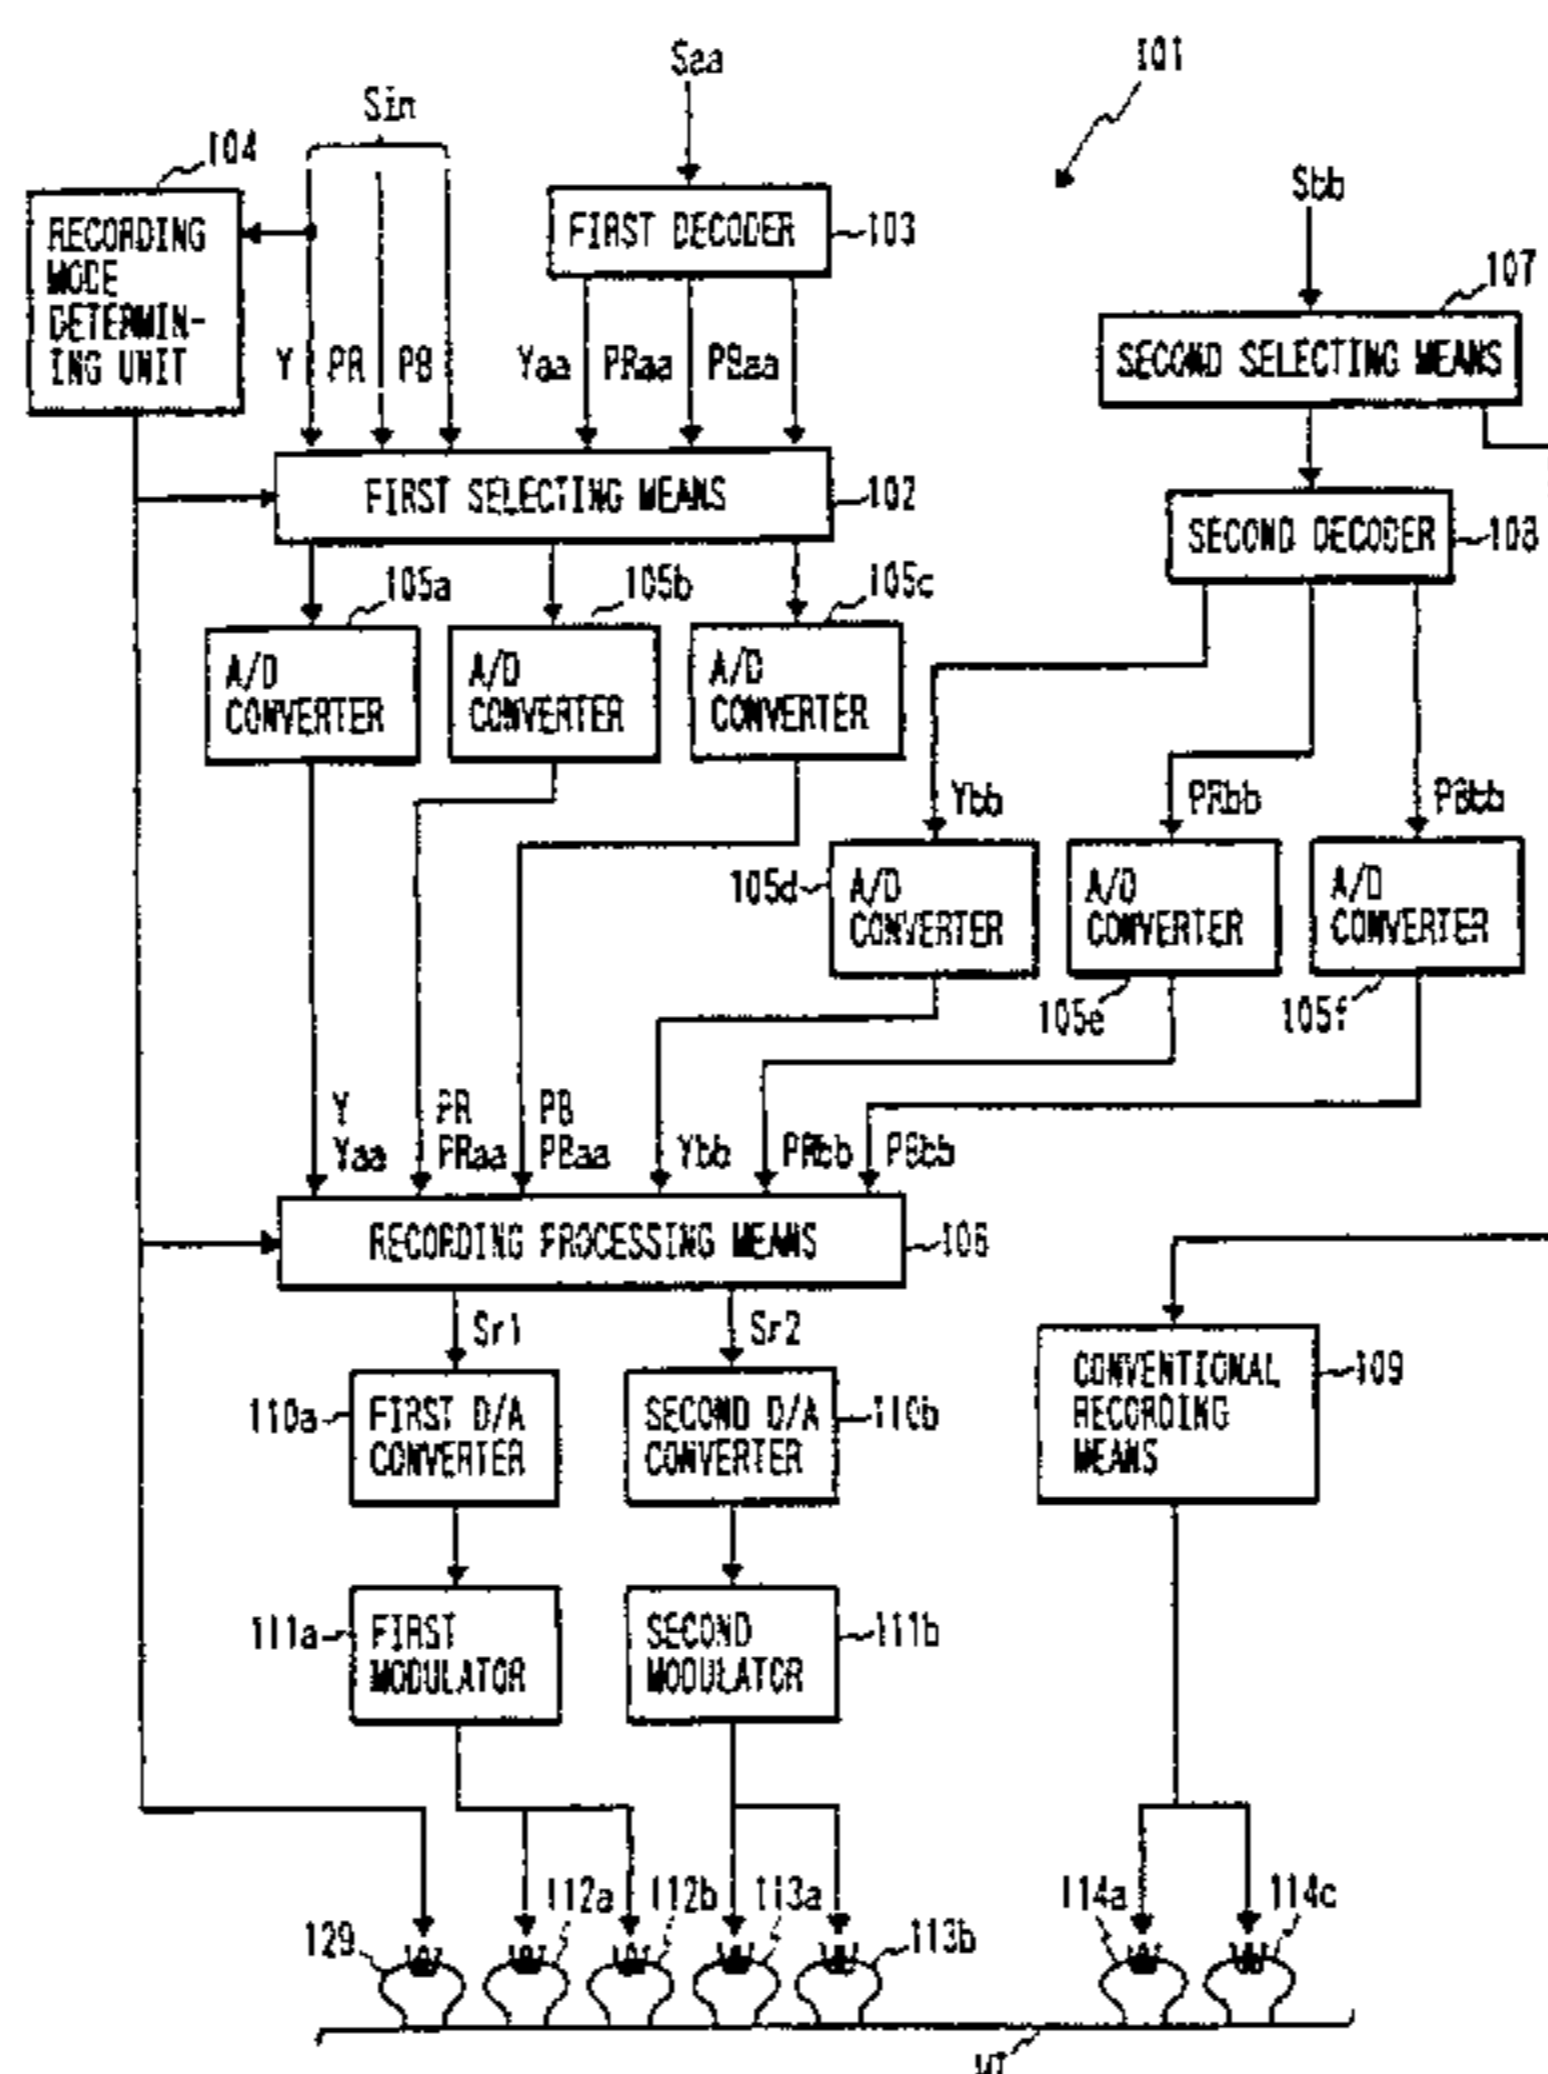 101
Saa
Sin
104
Sbb
RECORDING
MODE
DETERMIN-
ING UNIT
FIRST DECODER
103
107
Y
PR
PB
Yaa
PRaa
PBaa
SECOND SELECTING MEANS
FIRST SELECTING MEANS
102
SECOND DECODER
108
105a
105b
105c
A/D
CONVERTER
A/D
CONVERTER
A/D
CONVERTER
Ybb
PRbb
PBbb
105d
A/D
CONVERTER
A/D
CONVERTER
A/D
CONVERTER
105e
105f
Y
Yaa
PR
PRaa
PB
PBaa
Ybb
PRbb
PBbb
RECORDING PROCESSING MEANS
106
Sr1
Sr2
110a
FIRST D/A
CONVERTER
SECOND D/A
CONVERTER
110b
CONVENTIONAL
RECORDING
MEANS
109
111a
FIRST
MODULATOR
SECOND
MODULATOR
111b
129
112a
112b
113a
113b
114a
114c